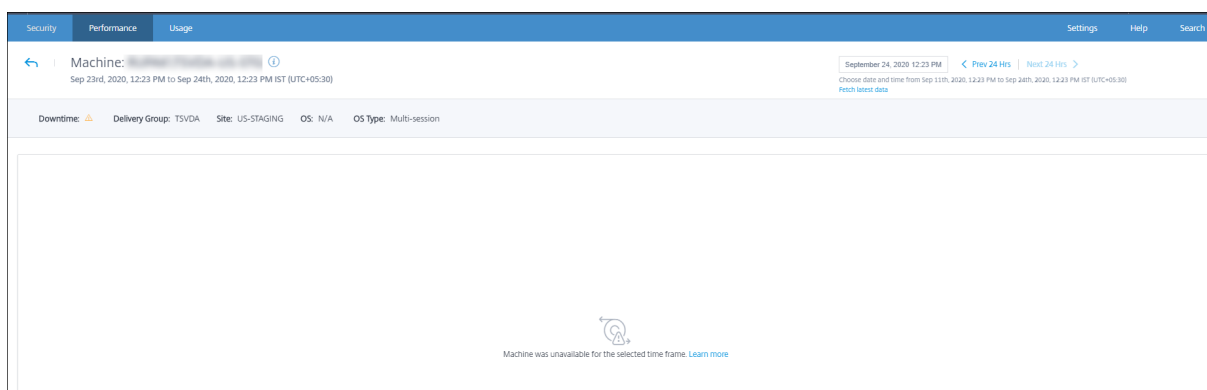 Security Performance Usage Settings Help Search
Machine:
Sep 23rd, 2020, 12:23 PM to Sep 24th, 2020, 12:23 PM IST (UTC+05:30)
September 24, 2020 12:23 PM < Prev 24 Hrs | Next 24 Hrs >
Choose date and time from Sep 11th, 2020, 12:23 PM to Sep 24th, 2020, 12:23 PM IST (UTC+05:30)
Fetch latest data
Downtime: Delivery Group: TSVDA Site: US-STAGING OS: N/A OS Type: Multi-session
Machine was unavailable for the selected time frame. Learn more